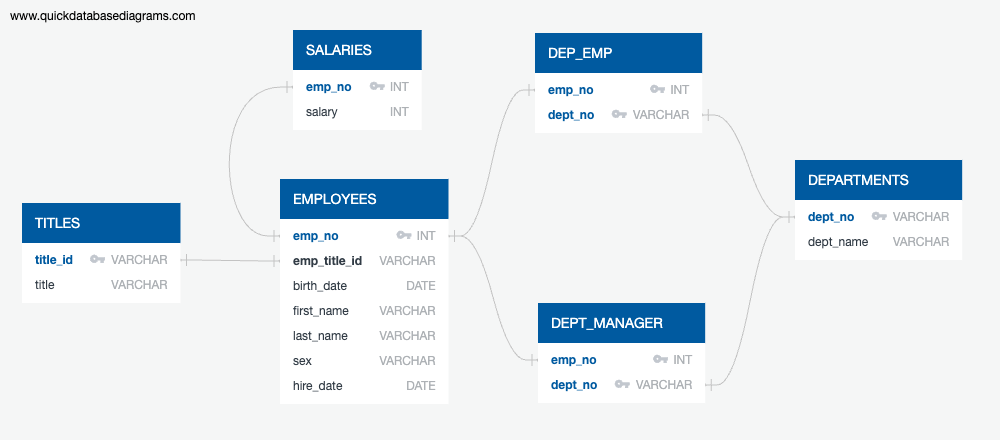 www.quickdatabasediagrams.com
SALARIES
emp_no INT
salary INT
DEP_EMP
emp_no INT
dept_no VARCHAR
DEPARTMENTS
dept_no VARCHAR
dept_name VARCHAR
TITLES
title_id VARCHAR
title VARCHAR
EMPLOYEES
emp_no INT
emp_title_id VARCHAR
birth_date DATE
first_name VARCHAR
last_name VARCHAR
sex VARCHAR
hire_date DATE
DEPT_MANAGER
emp_no INT
dept_no VARCHAR